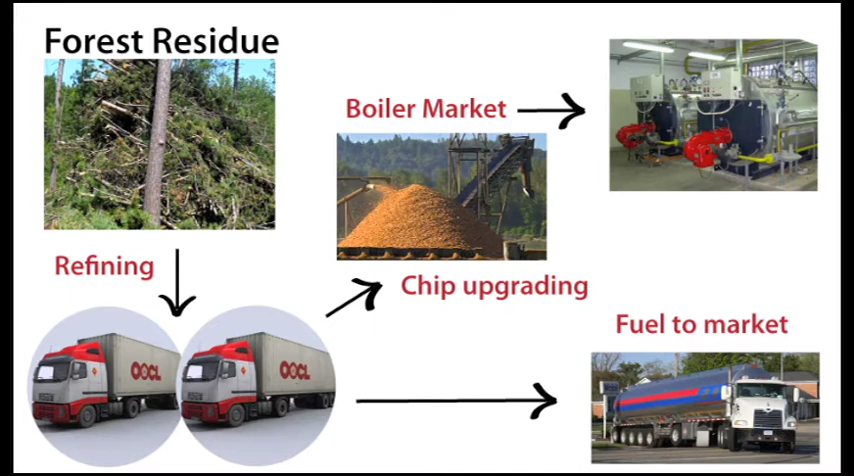 Forest Residue
Boiler Market
Refining
Chip upgrading
Fuel to market
OOCL
OOCL